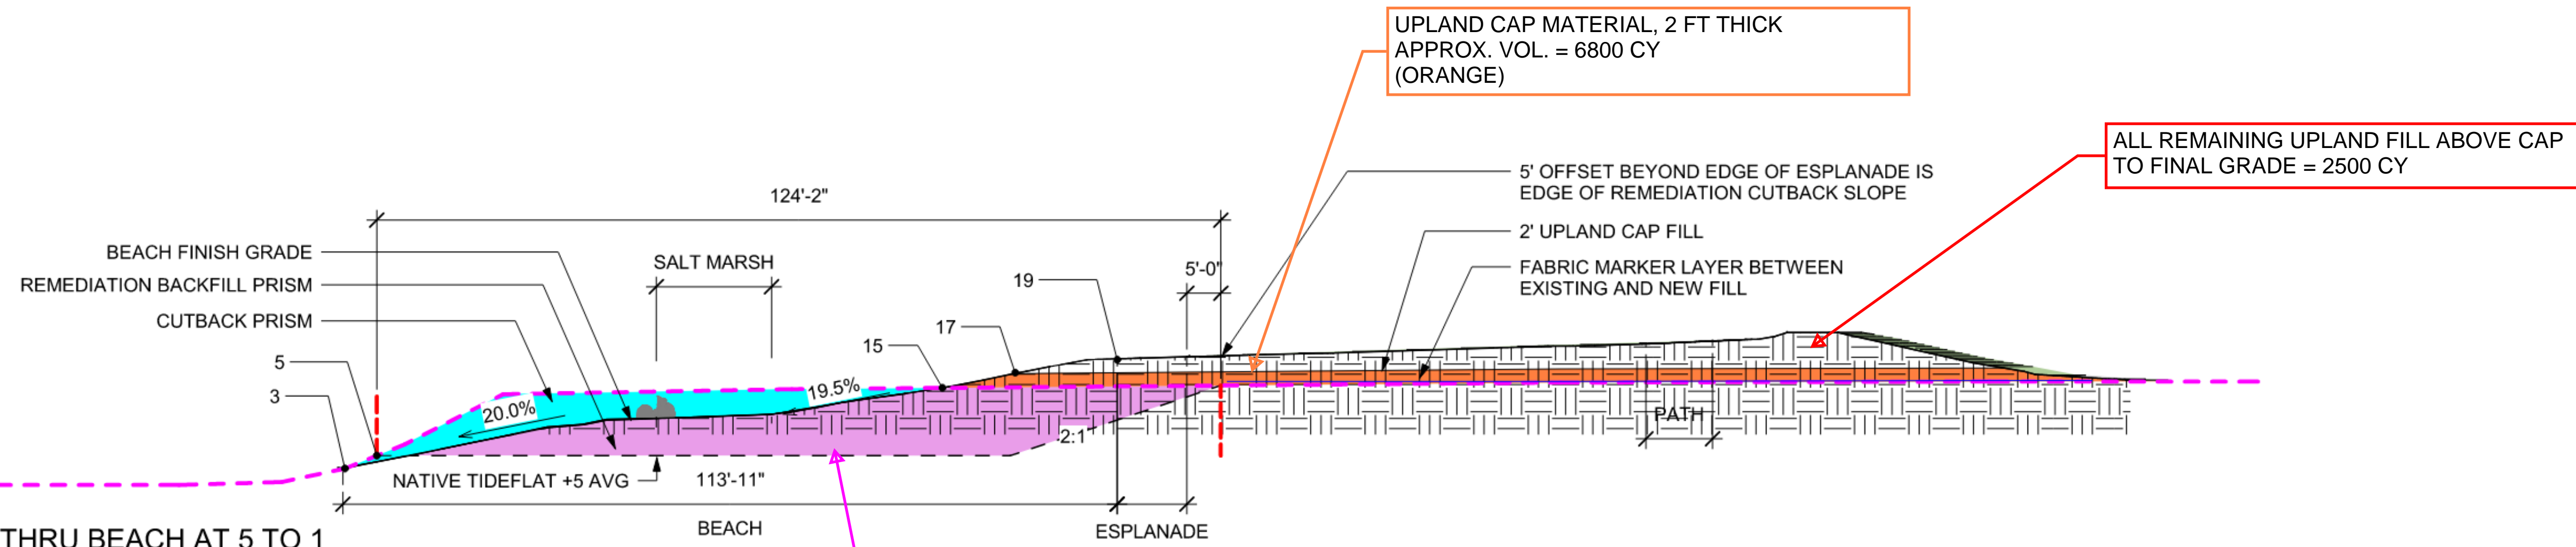 UPLAND CAP MATERIAL, 2 FT THICK
APPROX. VOL. = 6800 CY
(ORANGE)
ALL REMAINING UPLAND FILL ABOVE CAP
TO FINAL GRADE = 2500 CY
5' OFFSET BEYOND EDGE OF ESPLANADE IS
EDGE OF REMEDIATION CUTBACK SLOPE
124'-2"
2' UPLAND CAP FILL
BEACH FINISH GRADE
SALT MARSH
5'-0"
FABRIC MARKER LAYER BETWEEN
EXISTING AND NEW FILL
19
REMEDIATION BACKFILL PRISM
CUTBACK PRISM
17
15
5
3
20.0%
19.5%
PATH
2:1
NATIVE TIDEFLAT +5 AVG
113'-11"
BEACH
ESPLANADE
THRU BEACH AT 5 TO 1